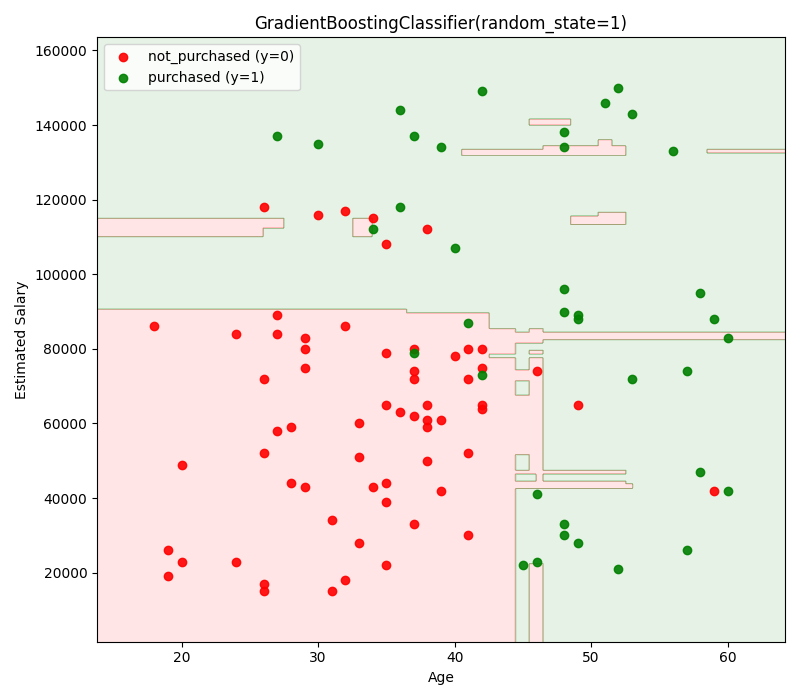 GradientBoostingClassifier(random_state=1)
not_purchased (y=0)
purchased (y=1)
160000
140000
120000
100000
80000
60000
40000
20000
Estimated Salary
20 30 40 50 60
Age